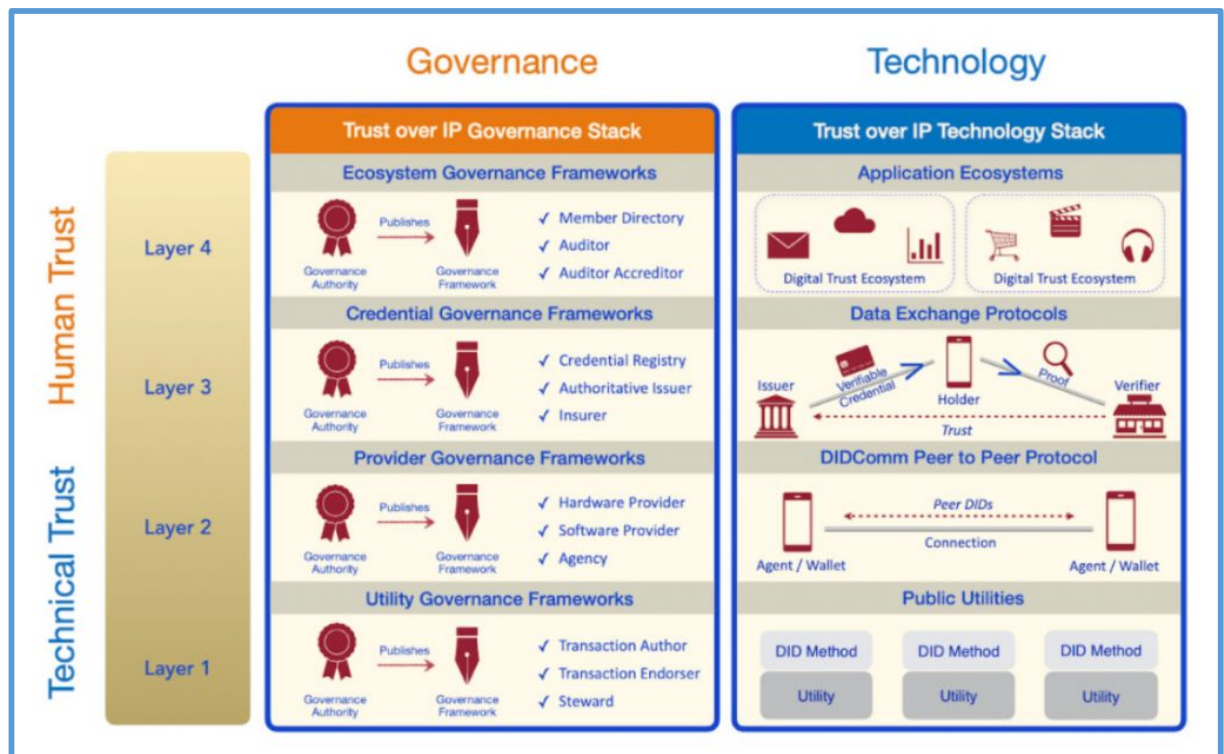 Governance
Technology
Human Trust
Technical Trust
Layer 4
Layer 3
Layer 2
Layer 1
Trust over IP Governance Stack
Ecosystem Governance Frameworks
Governance
Authority
Publishes
Governance
Framework
✓ Member Directory
✓ Auditor
✓ Auditor Accreditor
Credential Governance Frameworks
Governance
Authority
Publishes
Governance
Framework
✓ Credential Registry
✓ Authoritative Issuer
✓ Insurer
Provider Governance Frameworks
Governance
Authority
Publishes
Governance
Framework
✓ Hardware Provider
✓ Software Provider
✓ Agency
Utility Governance Frameworks
Governance
Authority
Publishes
Governance
Framework
✓ Transaction Author
✓ Transaction Endorser
✓ Steward
Trust over IP Technology Stack
Application Ecosystems
Digital Trust Ecosystem
Digital Trust Ecosystem
Data Exchange Protocols
Issuer
Verifiable
Credential
Holder
Proof
Verifier
Trust
DIDComm Peer to Peer Protocol
Peer DIDs
Connection
Agent / Wallet
Agent / Wallet
Public Utilities
DID Method
DID Method
DID Method
Utility
Utility
Utility